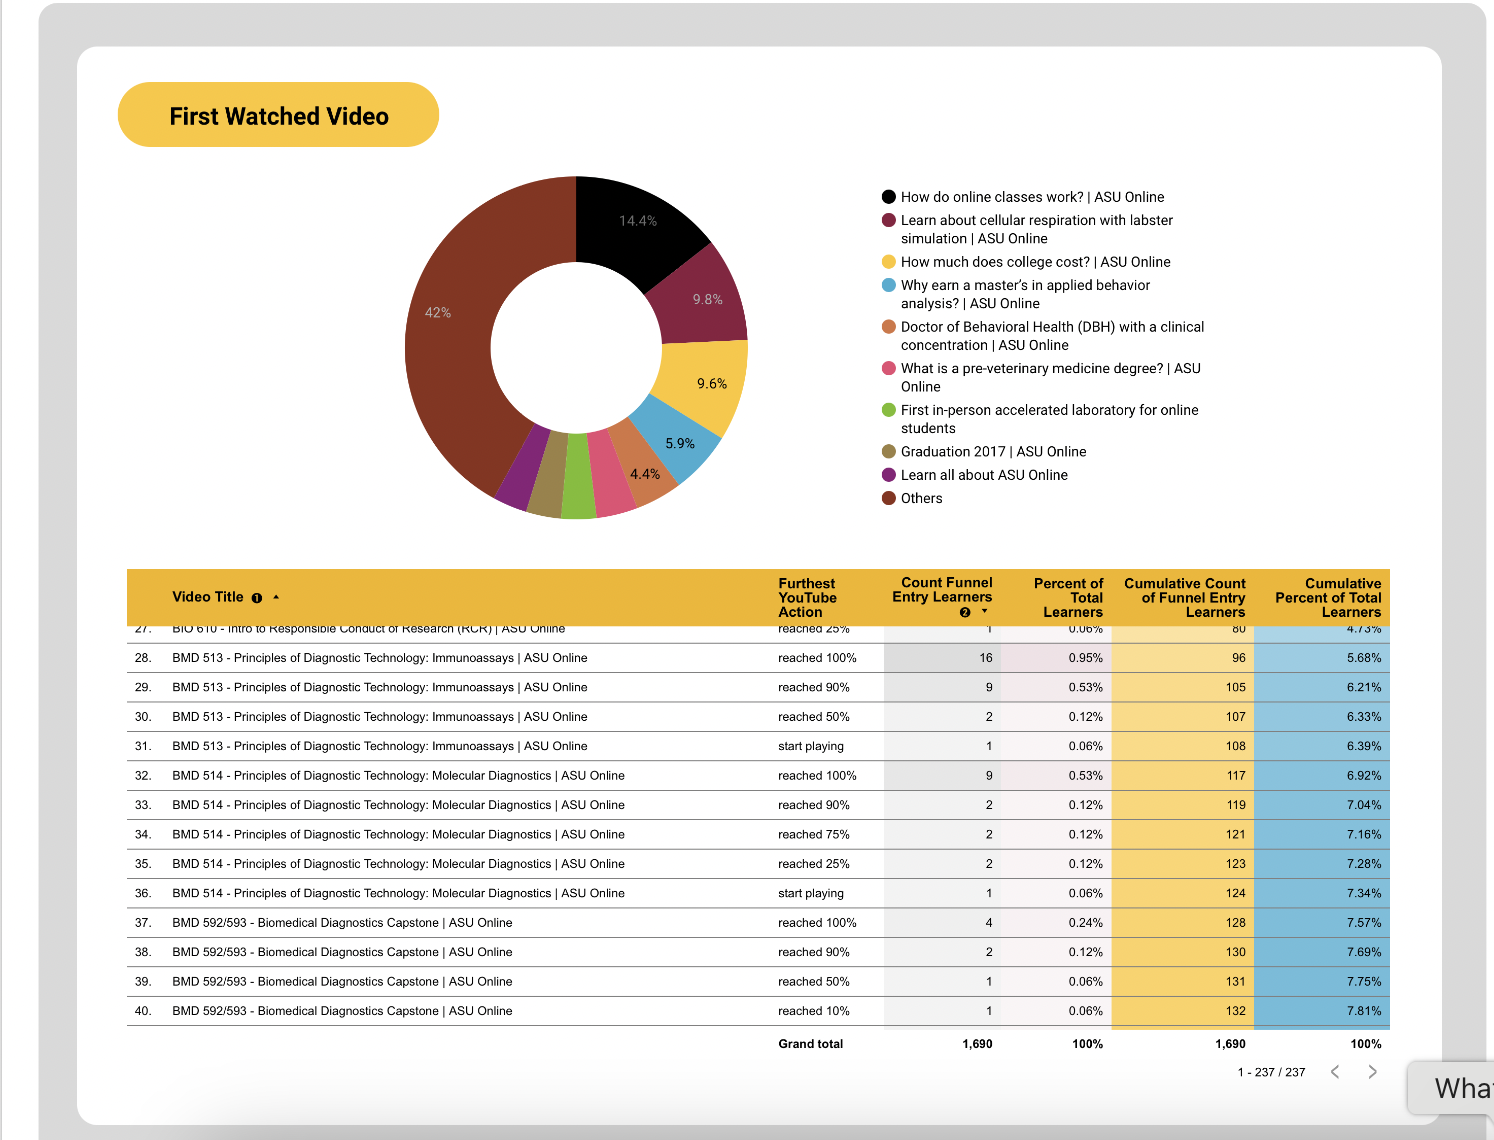 First Watched Video
14.4%
9.8%
9.6%
5.9%
4.4%
42%
How do online classes work? | ASU Online
Learn about cellular respiration with labster
simulation | ASU Online
How much does college cost? | ASU Online
Why earn a master's in applied behavior
analysis? | ASU Online
Doctor of Behavioral Health (DBH) with a clinical
concentration | ASU Online
What is a pre-veterinary medicine degree? | ASU
Online
First in-person accelerated laboratory for online
students
Graduation 2017 | ASU Online
Learn all about ASU Online
Others
Video Title 1 Furthest YouTube Action Count Funnel Entry Learners 2 Percent of Total Learners Cumulative Count of Funnel Entry Learners Cumulative Percent of Total Learners
27. BIO 610 - Intro to Responsible Conduct of Research (RCR) | ASU Online reached 25% 1 0.06% 80 4.73%
28. BMD 513 - Principles of Diagnostic Technology: Immunoassays | ASU Online reached 100% 16 0.95% 96 5.68%
29. BMD 513 - Principles of Diagnostic Technology: Immunoassays | ASU Online reached 90% 9 0.53% 105 6.21%
30. BMD 513 - Principles of Diagnostic Technology: Immunoassays | ASU Online reached 50% 2 0.12% 107 6.33%
31. BMD 513 - Principles of Diagnostic Technology: Immunoassays | ASU Online start playing 1 0.06% 108 6.39%
32. BMD 514 - Principles of Diagnostic Technology: Molecular Diagnostics | ASU Online reached 100% 9 0.53% 117 6.92%
33. BMD 514 - Principles of Diagnostic Technology: Molecular Diagnostics | ASU Online reached 90% 2 0.12% 119 7.04%
34. BMD 514 - Principles of Diagnostic Technology: Molecular Diagnostics | ASU Online reached 75% 2 0.12% 121 7.16%
35. BMD 514 - Principles of Diagnostic Technology: Molecular Diagnostics | ASU Online reached 25% 2 0.12% 123 7.28%
36. BMD 514 - Principles of Diagnostic Technology: Molecular Diagnostics | ASU Online start playing 1 0.06% 124 7.34%
37. BMD 592/593 - Biomedical Diagnostics Capstone | ASU Online reached 100% 4 0.24% 128 7.57%
38. BMD 592/593 - Biomedical Diagnostics Capstone | ASU Online reached 90% 2 0.12% 130 7.69%
39. BMD 592/593 - Biomedical Diagnostics Capstone | ASU Online reached 50% 1 0.06% 131 7.75%
40. BMD 592/593 - Biomedical Diagnostics Capstone | ASU Online reached 10% 1 0.06% 132 7.81%
Grand total 1,690 100% 1,690 100%
1 - 237 / 237